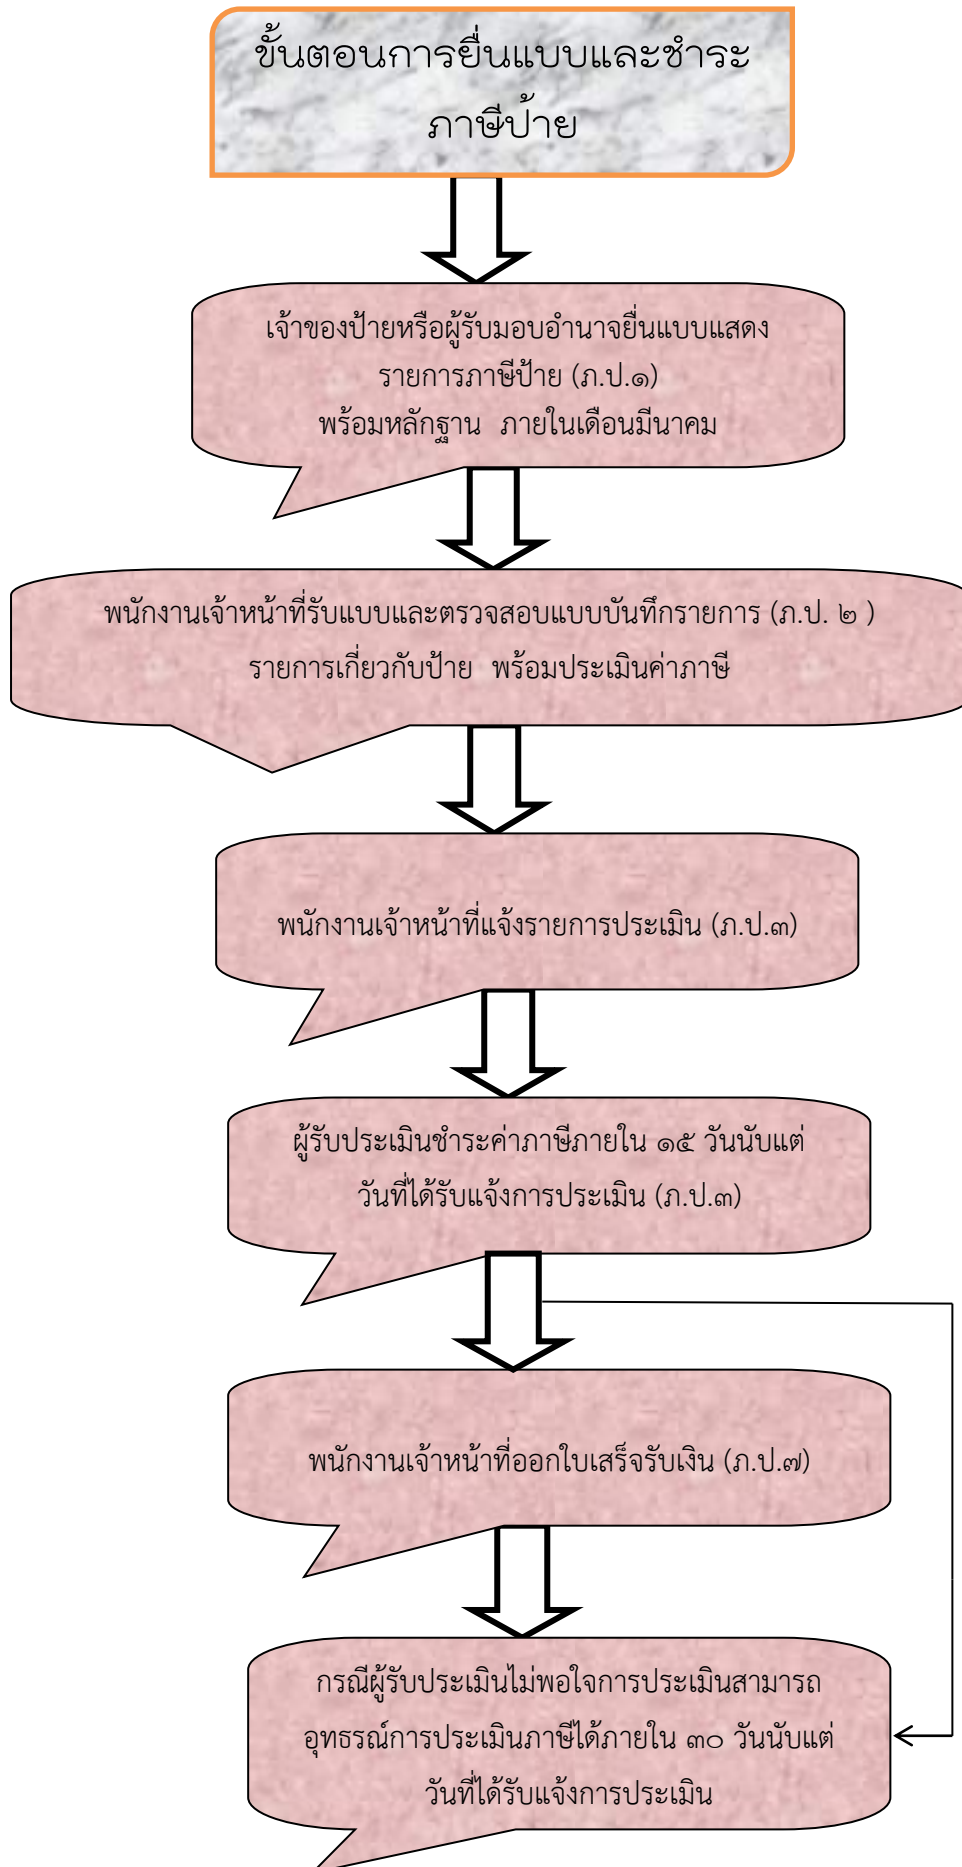 ขั้นตอนการยื่นแบบและชำระ
ภาษีป้าย
เจ้าของป้ายหรือผู้รับมอบอำนาจยื่นแบบแสดง
รายการภาษีป้าย (ภ.ป.๑)
พร้อมหลักฐาน ภายในเดือนมีนาคม
พนักงานเจ้าหน้าที่รับแบบและตรวจสอบแบบบันทึกรายการ (ภ.ป. ๒ )
รายการเกี่ยวกับป้าย พร้อมประเมินค่าภาษี
พนักงานเจ้าหน้าที่แจ้งรายการประเมิน (ภ.ป.๓)
ผู้รับประเมินชำระค่าภาษีภายใน ๑๕ วันนับแต่
วันที่ได้รับแจ้งการประเมิน (ภ.ป.๓)
พนักงานเจ้าหน้าที่ออกใบเสร็จรับเงิน (ภ.ป.๗)
กรณีผู้รับประเมินไม่พอใจการประเมินสามารถ
อุทธรณ์การประเมินภาษีได้ภายใน ๓๐ วันนับแต่
วันที่ได้รับแจ้งการประเมิน